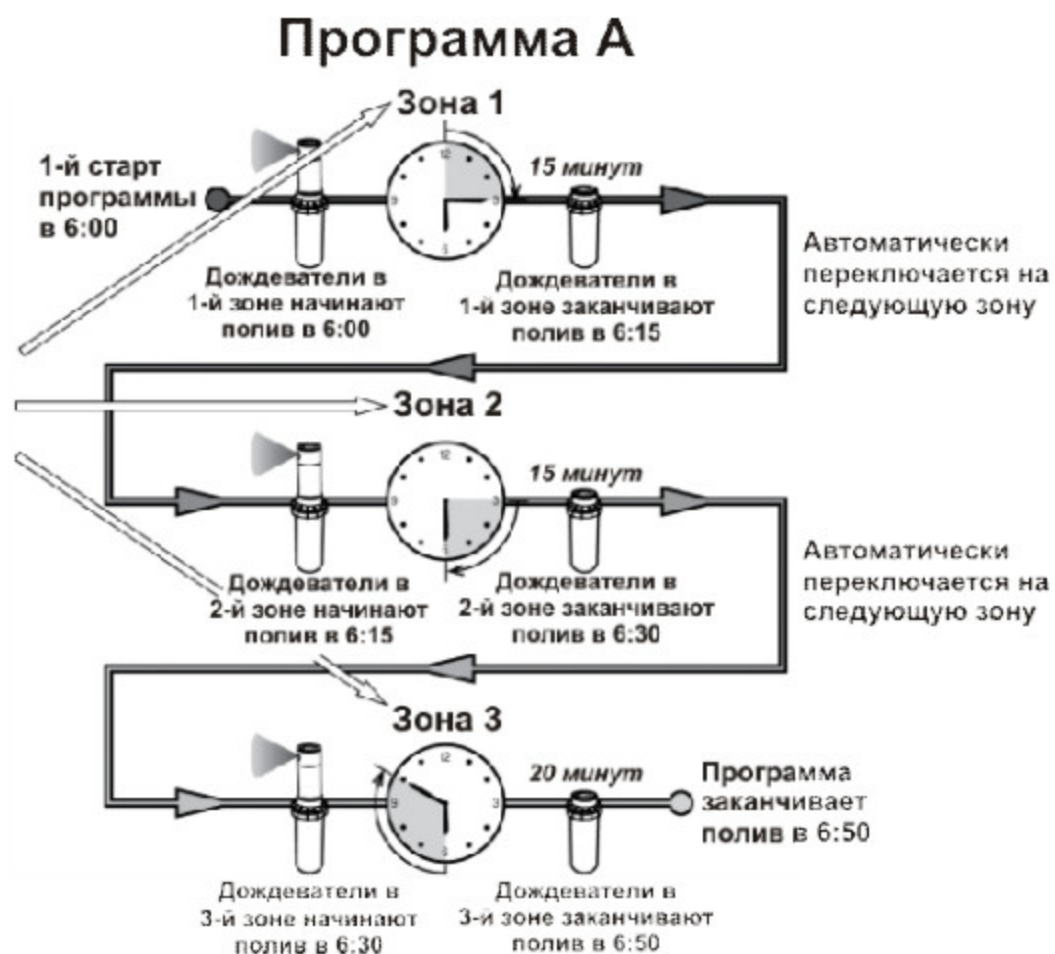 Программа А
Зона 1
1-й старт
программы
в 6:00
15 минут
Дождеватели в
1-й зоне начинают
полив в 6:00
Дождеватели в
1-й зоне заканчивают
полив в 6:15
Автоматически
переключается на
следующую зону
Зона 2
15 минут
Дождеватели в
2-й зоне начинают
полив в 6:15
Дождеватели в
2-й зоне заканчивают
полив в 6:30
Автоматически
переключается на
следующую зону
Зона 3
20 минут
Программа
заканчивает
полив в 6:50
Дождеватели в
3-й зоне начинают
полив в 6:30
Дождеватели в
3-й зоне заканчивают
полив в 6:50